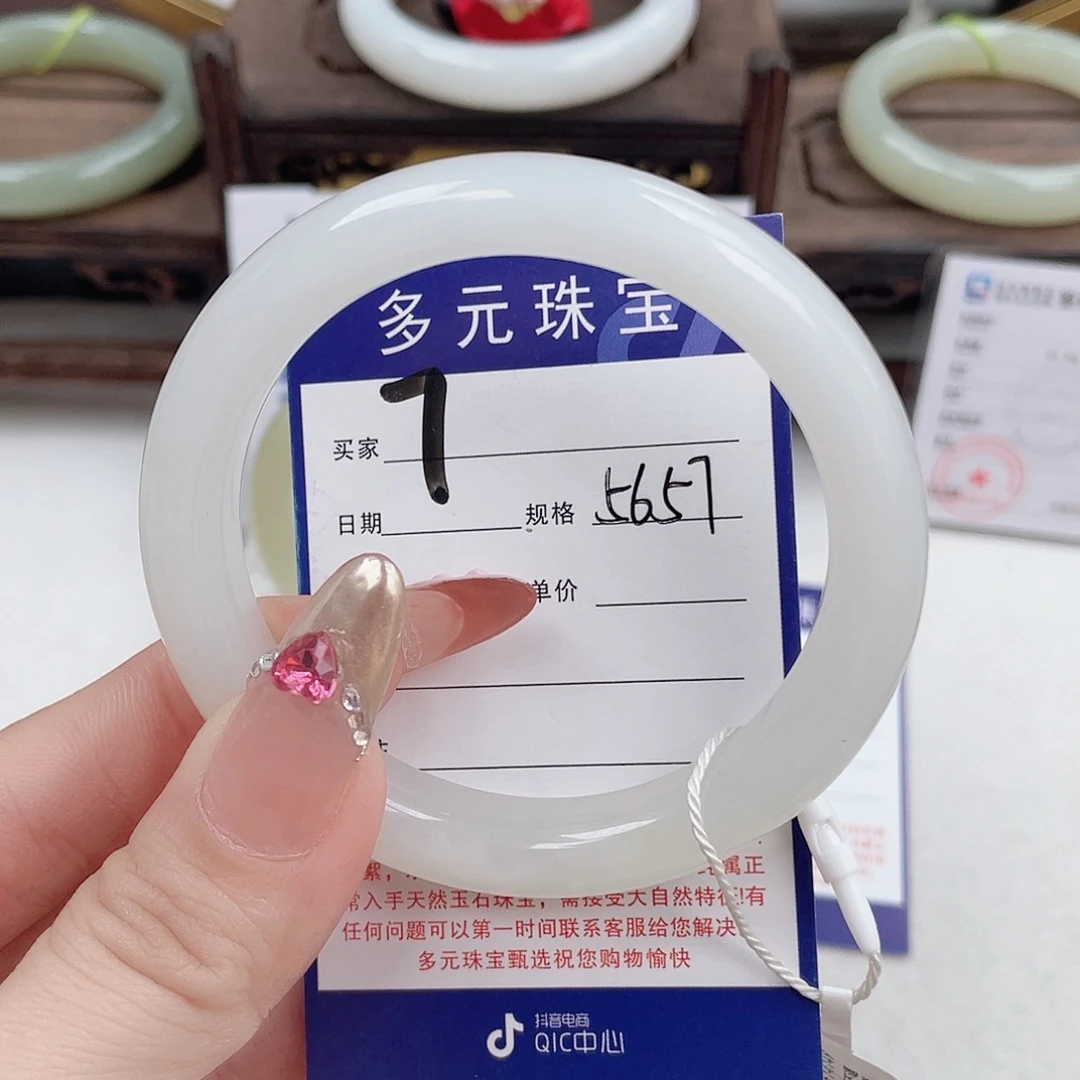 多元珠宝
7
买家
日期
规格 5657
单价
属正
常入手天然玉石珠宝，需接受大自然特征!有
任何问题可以第一时间联系客服给您解决
多元珠宝甄选祝您购物愉快
抖音电商
QIC中心